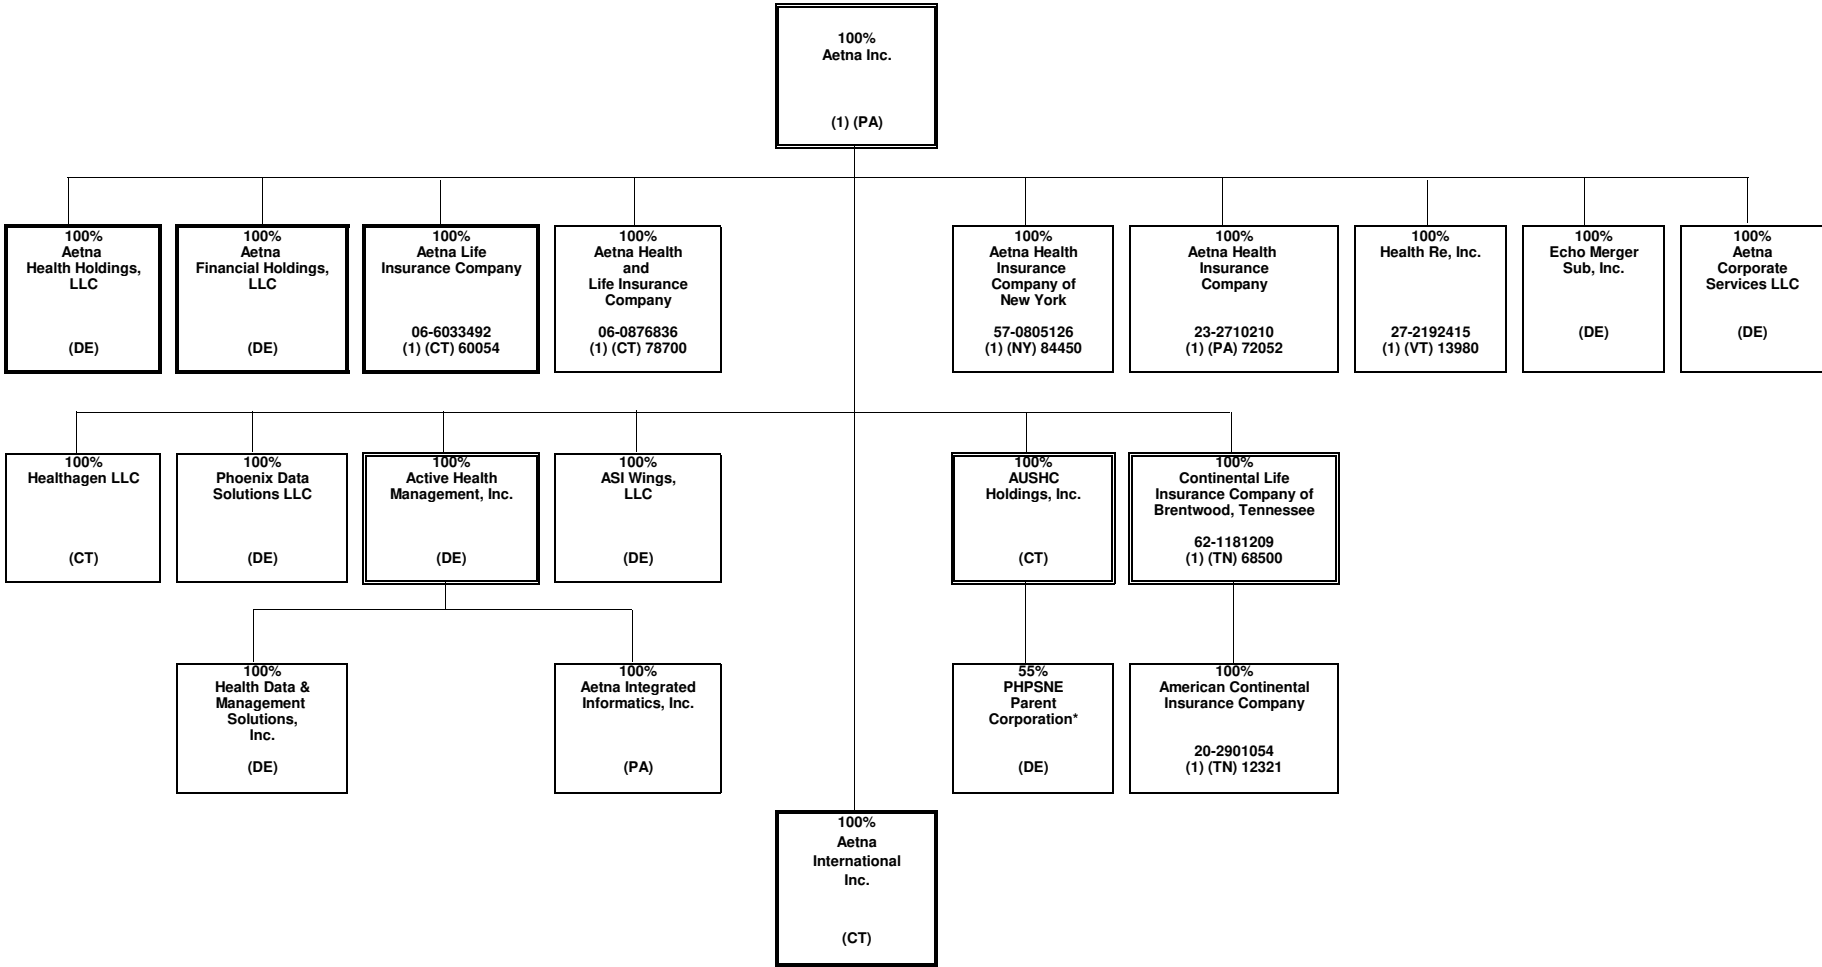 100%
Aetna Inc.
(1) (PA)
100%
Aetna
Health Holdings,
LLC
(DE)
100%
Aetna
Financial Holdings,
LLC
(DE)
100%
Aetna Life
Insurance Company
06-6033492
(1) (CT) 60054
100%
Aetna Health
and
Life Insurance
Company
06-0876836
(1) (CT) 78700
100%
Aetna Health
Insurance
Company of
New York
57-0805126
(1) (NY) 84450
100%
Aetna Health
Insurance
Company
23-2710210
(1) (PA) 72052
100%
Health Re, Inc.
27-2192415
(1) (VT) 13980
100%
Echo Merger
Sub, Inc.
(DE)
100%
Aetna
Corporate
Services LLC
(DE)
100%
Healthagen LLC
(CT)
100%
Phoenix Data
Solutions LLC
(DE)
100%
Active Health
Management, Inc.
(DE)
100%
ASI Wings,
LLC
(DE)
100%
AUSHC
Holdings, Inc.
(CT)
100%
Continental Life
Insurance Company of
Brentwood, Tennessee
62-1181209
(1) (TN) 68500
100%
Health Data &
Management
Solutions,
Inc.
(DE)
100%
Aetna Integrated
Informatics, Inc.
(PA)
55%
PHPSNE
Parent
Corporation*
(DE)
100%
American Continental
Insurance Company
20-2901054
(1) (TN) 12321
100%
Aetna
International
Inc.
(CT)